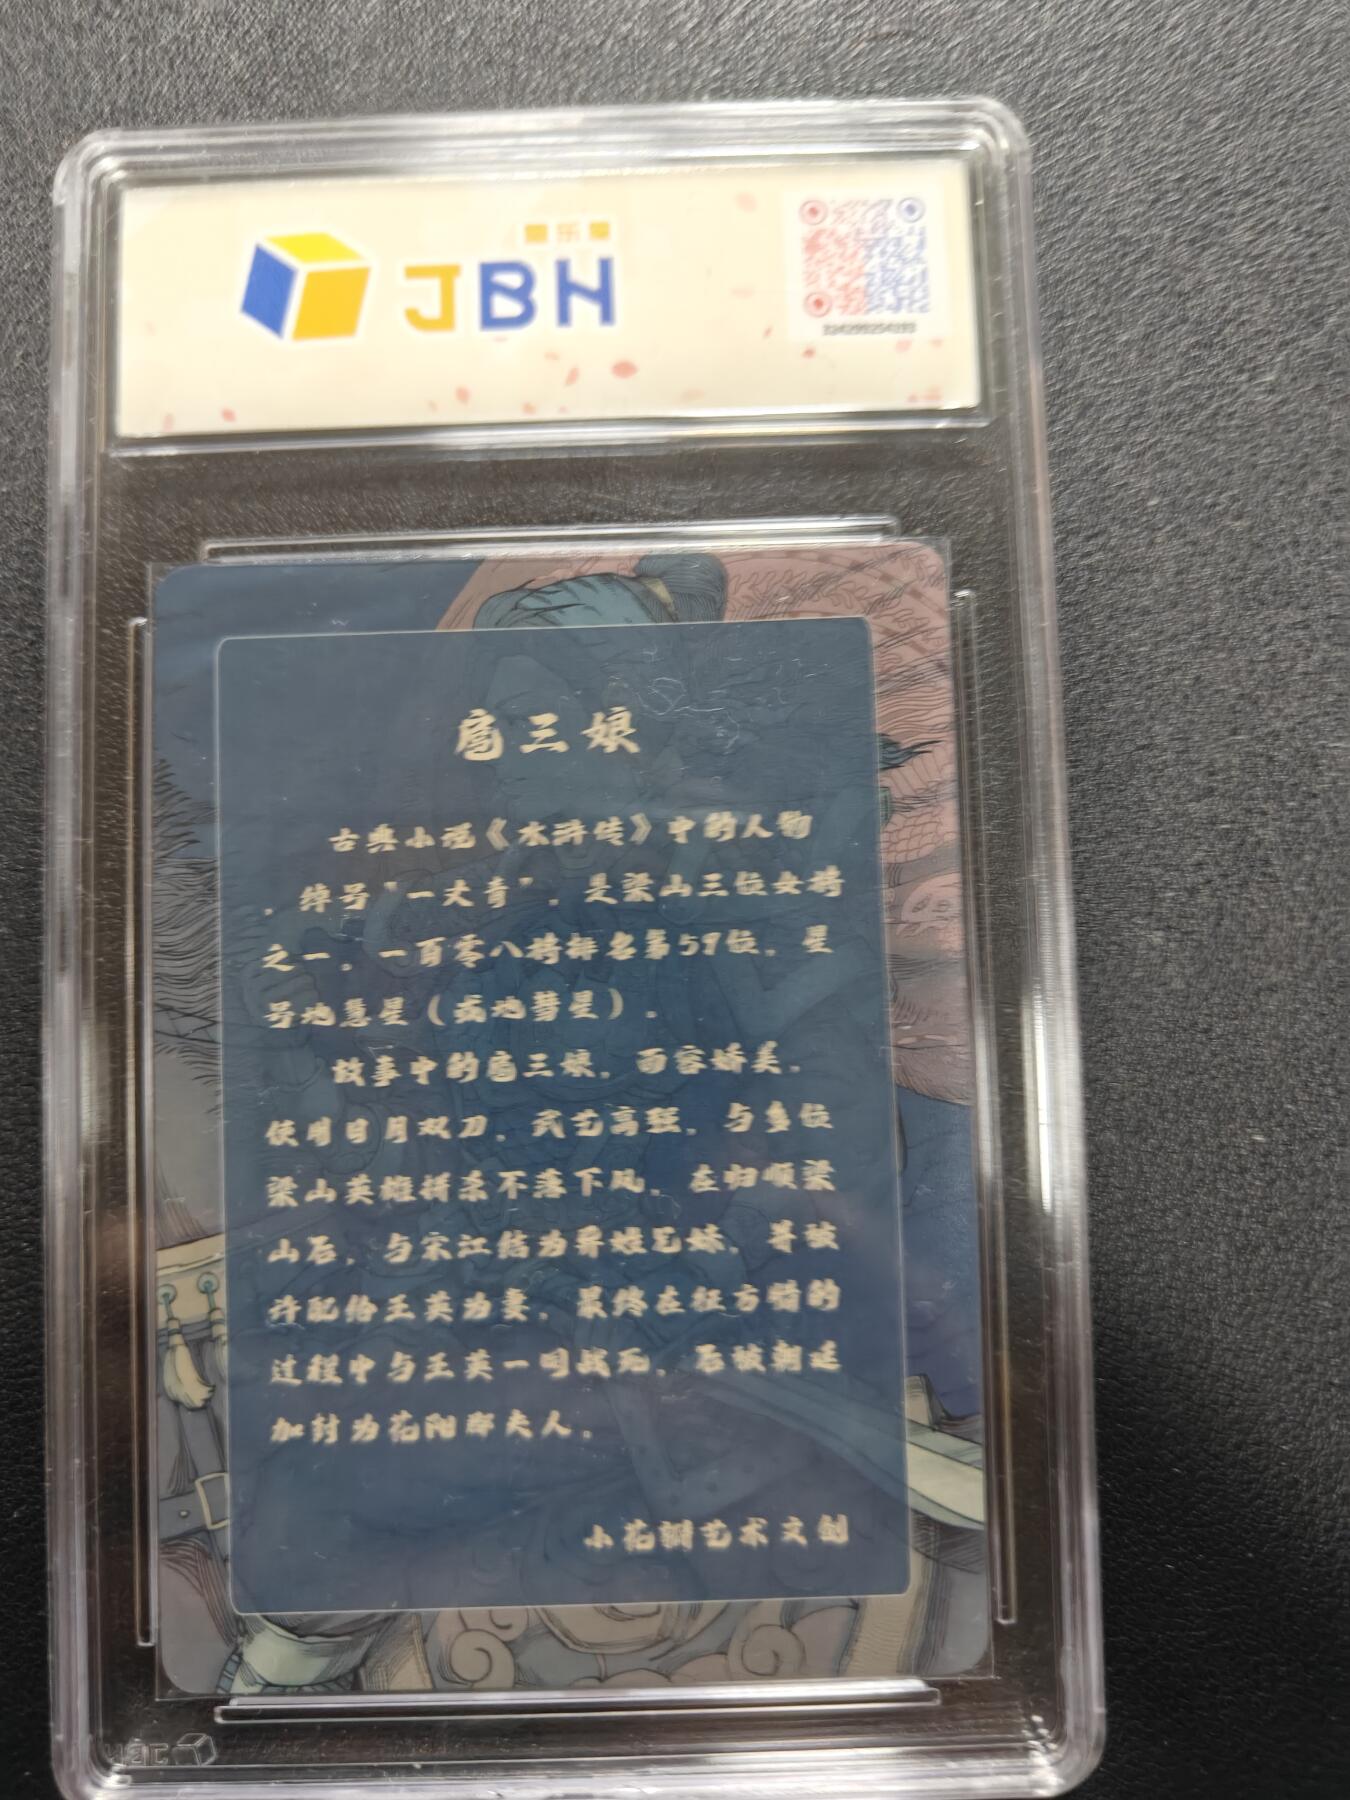 JBH
扈三娘
古典小说《水浒传》中的人物
，绰号"一丈青"，是梁山三位女将
之一。一百零八将排名第59位，星
号地慧星（或地彗星）。
故事中的扈三娘，面容娇美，
使用日月双刀，武艺高强，与多位
梁山英雄拼杀不落下风。在归顺梁
山后，与宋江结为异姓兄妹，并被
许配给王英为妻，最终在征方腊的
过程中与王英一同战死，后被朝廷
加封为花阳郡夫人。
小花 艺术文创